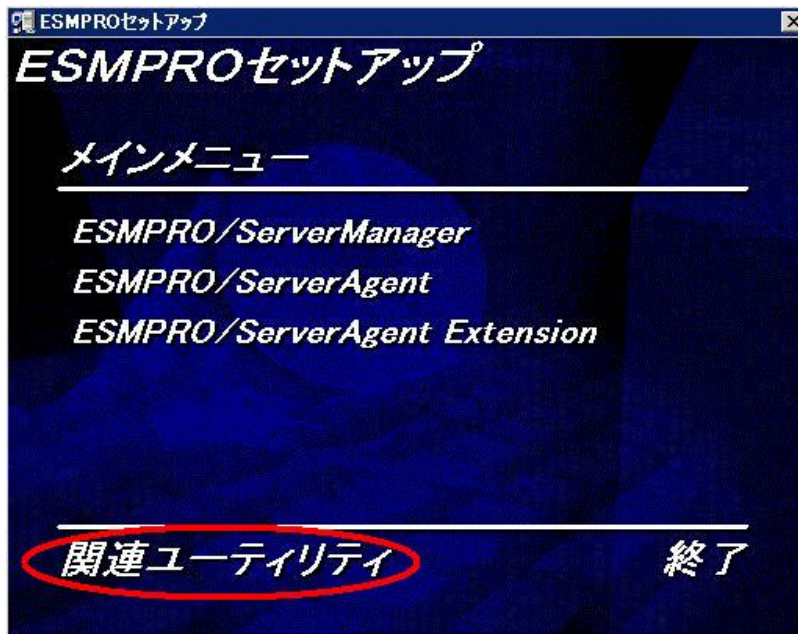 ESMPROセットアップ
ESMPROセットアップ
メインメニュー
ESMPRO/ServerManager
ESMPRO/ServerAgent
ESMPRO/ServerAgent Extension
関連ユーティリティ 終了